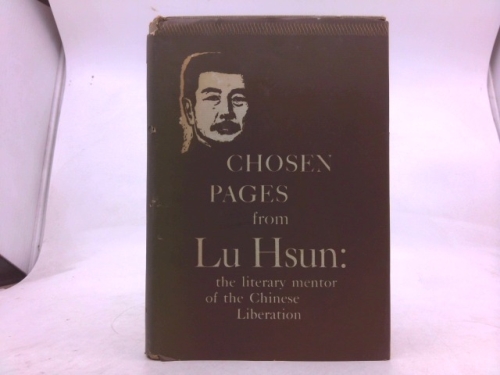 CHOSEN
PAGES
from
Lu Hsun:
the literary mentor
of the Chinese
Liberation